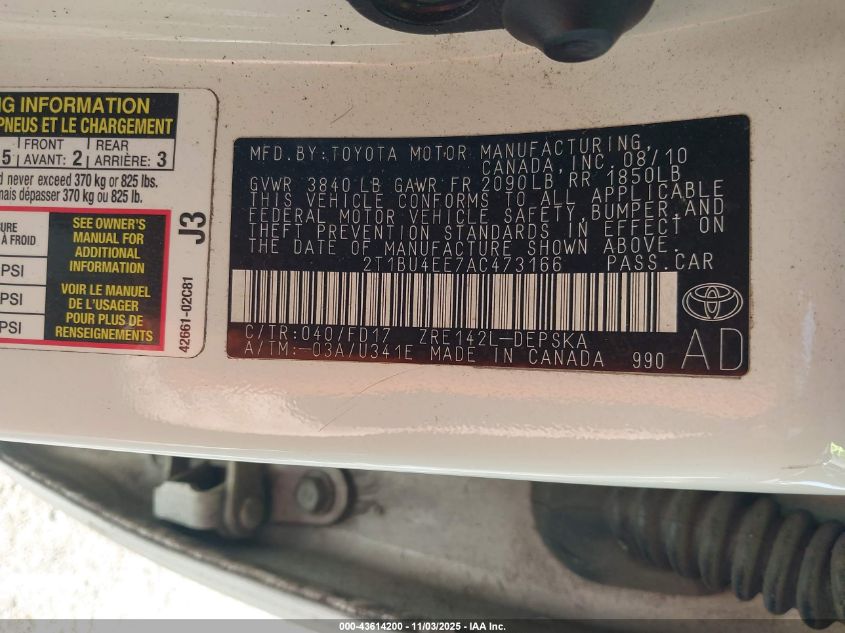 NG INFORMATION
PNEUS ET LE CHARGEMENT
5 FRONT AVANT: 2 REAR ARRIÈRE: 3
never exceed 370 kg or 825 lbs.
mais dépasser 370 kg ou 825 lb.
SEE OWNER'S
MANUAL FOR
ADDITIONAL
INFORMATION
VOIR LE MANUEL
DE L'USAGER
POUR PLUS DE
RENSEIGNEMENTS
À FROID
PSI
PSI
J3
42661-02C81
MFD.BY:TOYOTA MOTOR MANUFACTURING,
CANADA, INC. 08/10
GVWR 3840 LB GAWR FR 2090LB RR 1850LB
THIS VEHICLE CONFORMS TO ALL APPLICABLE
FEDERAL MOTOR VEHICLE SAFETY, BUMPER, AND
THEFT PREVENTION STANDARDS IN EFFECT ON
THE DATE OF MANUFACTURE SHOWN ABOVE.
2T1BU4EE7AC473166 PASS.CAR
C/TR:040/FD17 ZRE142L-DEPSKA
A/TM:-03A/U341E MADE IN CANADA 990 AD
000-43614200 - 11/03/2025 - IAA Inc.